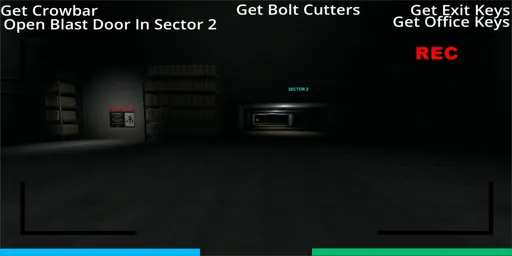 Get Crowbar
Open Blast Door In Sector 2
Get Bolt Cutters
Get Exit Keys
Get Office Keys
REC
SECTOR 2